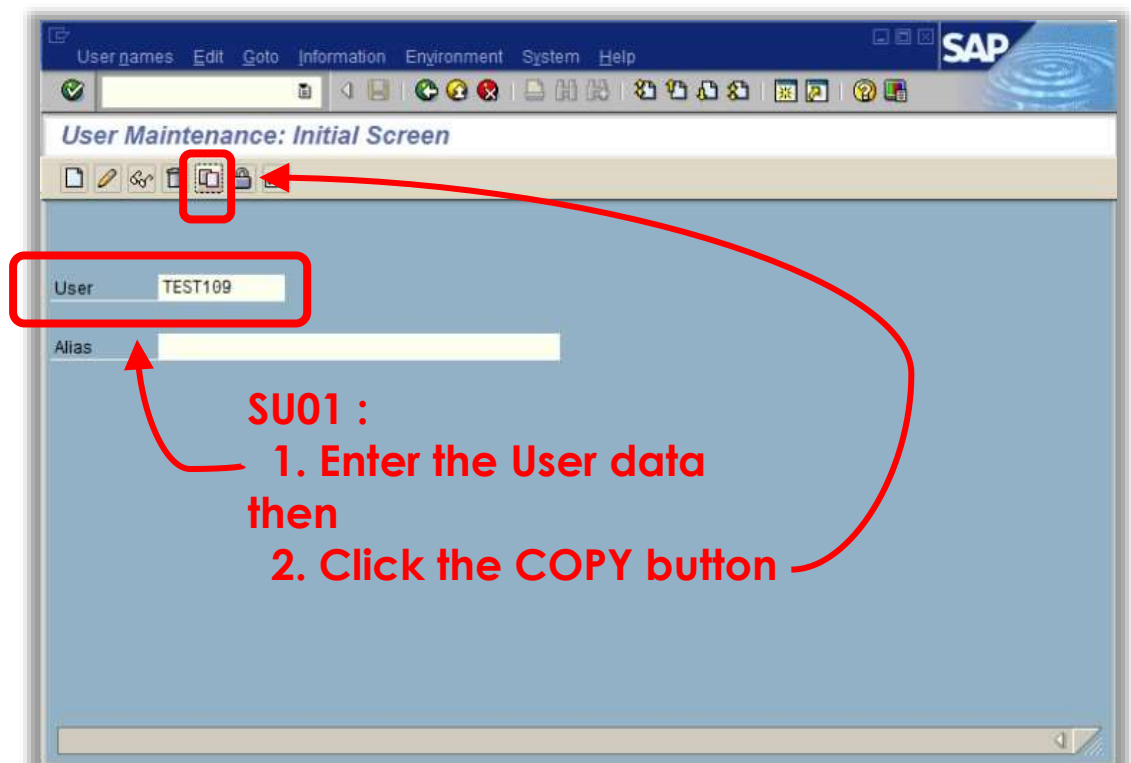 User names Edit Goto Information Environment System Help
SAP
User Maintenance: Initial Screen
User TEST109
Alias
SU01 :
1. Enter the User data
then
2. Click the COPY button